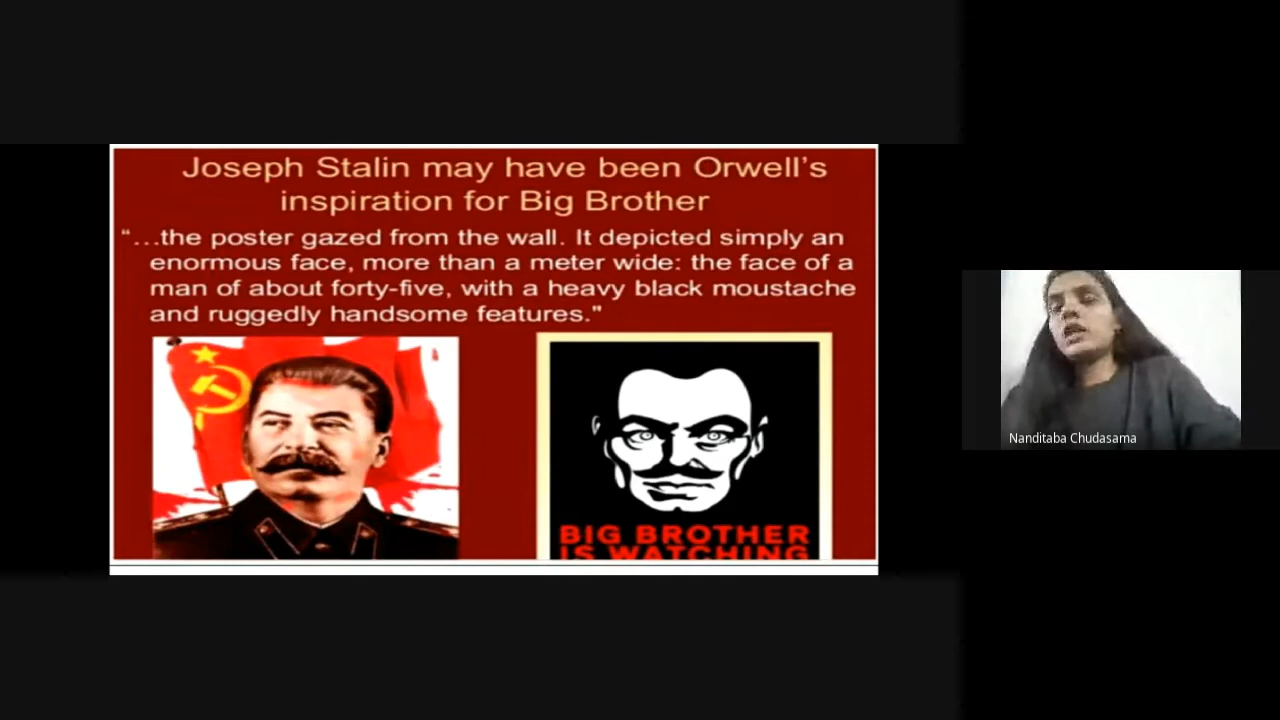 Joseph Stalin may have been Orwell's
inspiration for Big Brother
“…the poster gazed from the wall. It depicted simply an
enormous face, more than a meter wide: the face of a
man of about forty-five, with a heavy black moustache
and ruggedly handsome features."
BIG BROTHER
IS WATCHING
Nanditaba Chudasama